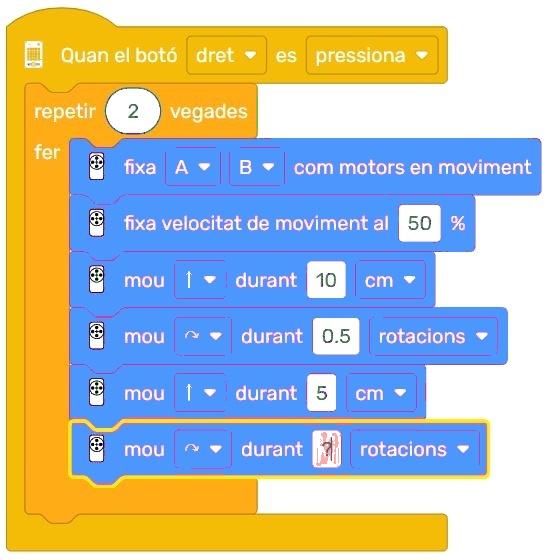 Quan el botó dret es pressiona
repetir 2 vegades
fer
fixa A B com motors en moviment
fixa velocitat de moviment al 50 %
mou ↑ durant 10 cm
mou ↷ durant 0.5 rotacions
mou ↑ durant 5 cm
mou ↷ durant ? rotacions